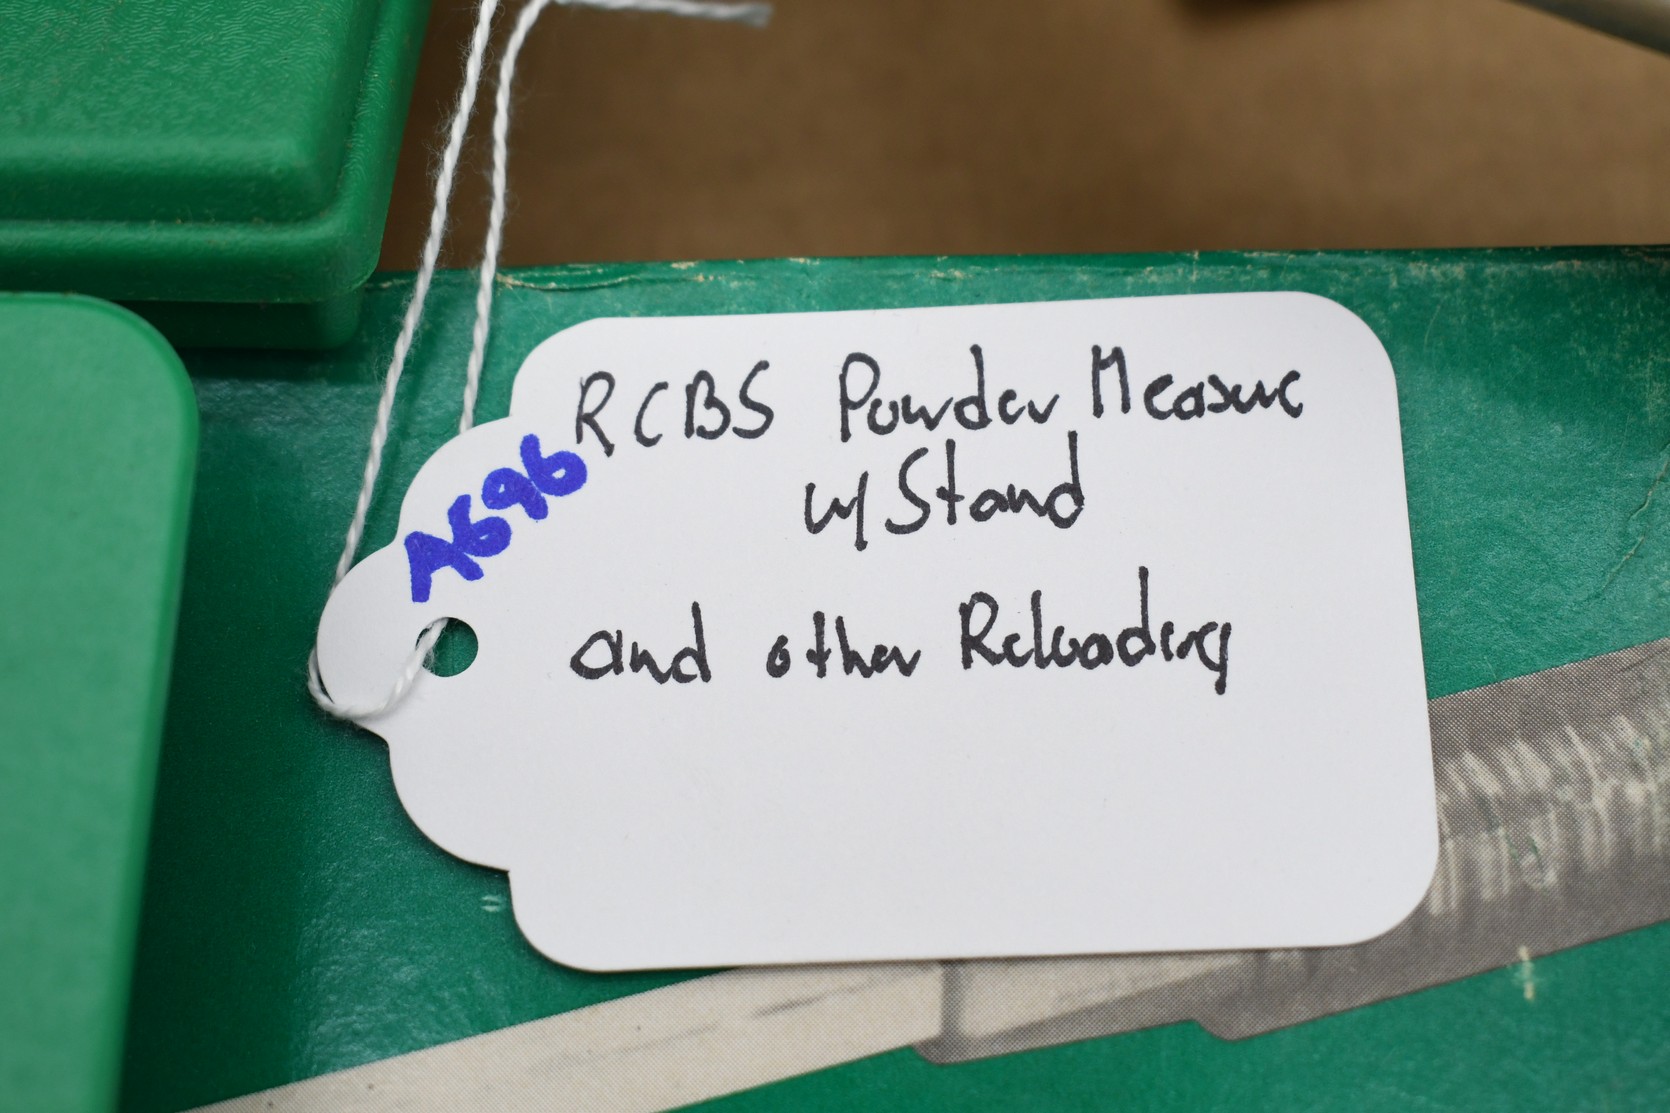 RCBS Powder Measure
w/ Stand
and other Reloading
A696